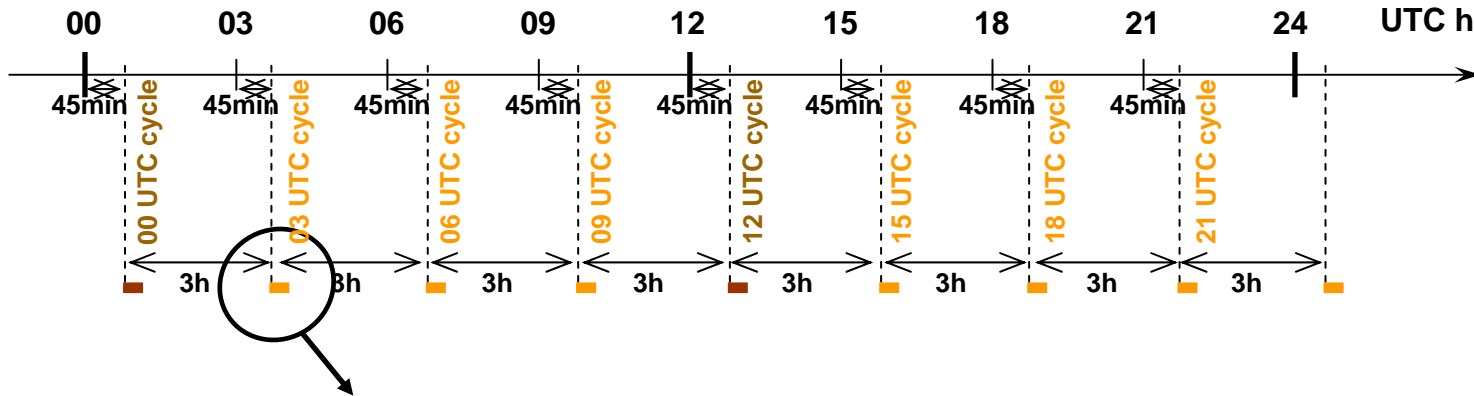 00 03 06 09 12 15 18 21 24 UTC h
45min 45min 45min 45min 45min 45min 45min 45min
00 UTC cycle
03 UTC cycle
06 UTC cycle
09 UTC cycle
12 UTC cycle
15 UTC cycle
18 UTC cycle
21 UTC cycle
3h 3h 3h 3h 3h 3h 3h 3h